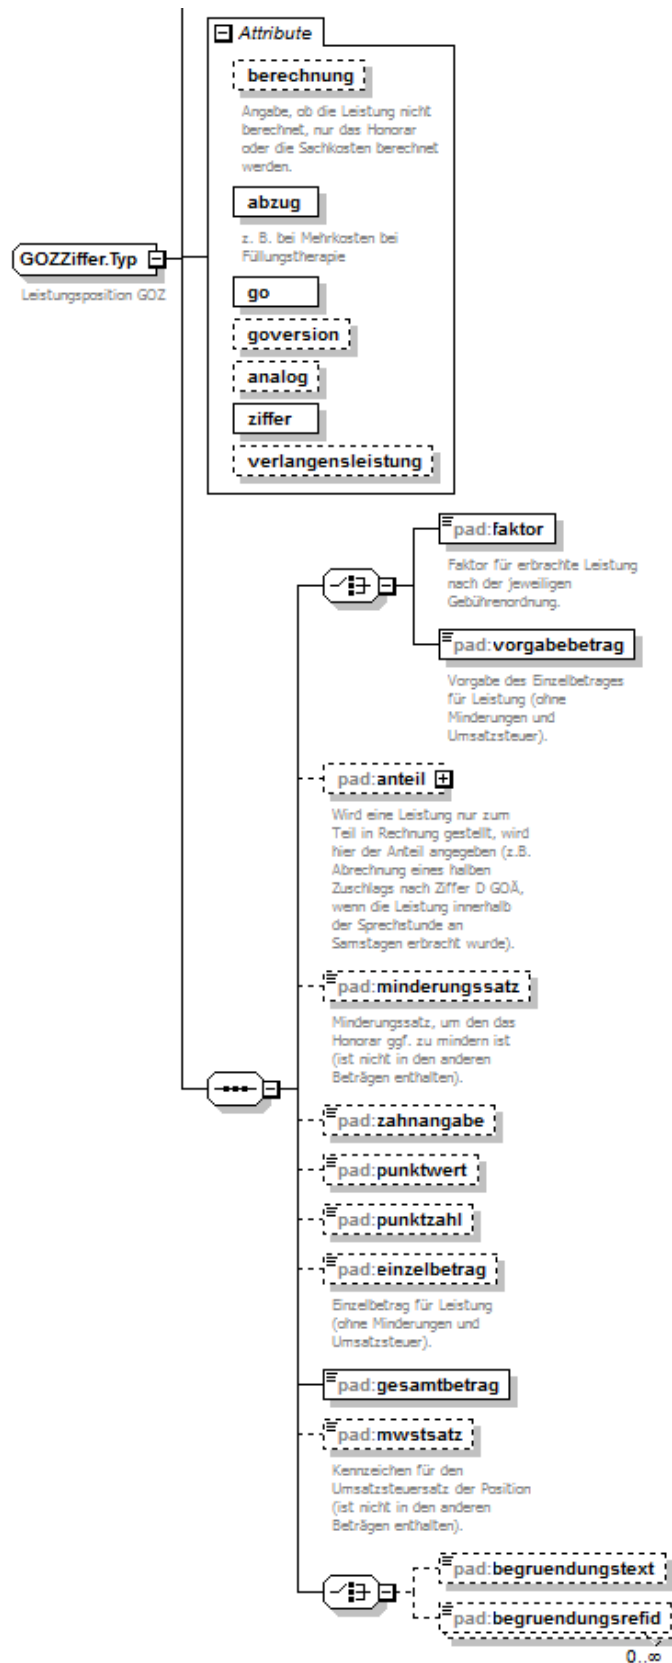 Attribute
berechnung
Angabe, ob die Leistung nicht
berechnet, nur das Honorar
oder die Sachkosten berechnet
werden.
abzug
z. B. bei Mehrkosten bei
Füllungstherapie
GOZZiffer.Typ
Leistungsposition GOZ
go
goversion
analog
ziffer
verlangensleistung
pad:faktor
Faktor für erbrachte Leistung
nach der jeweiligen
Gebührenordnung.
pad:vorgabebetrag
Vorgabe des Einzelbetrages
für Leistung (ohne
Minderungen und
Umsatzsteuer).
pad:anteil
Wird eine Leistung nur zum
Teil in Rechnung gestellt, wird
hier der Anteil angegeben (z.B.
Abrechnung eines halben
Zuschlags nach Ziffer D GOÄ,
wenn die Leistung innerhalb
der Sprechstunde an
Samstagen erbracht wurde).
pad:minderungssatz
Minderungssatz, um den das
Honorar ggf. zu mindern ist
(ist nicht in den anderen
Beträgen enthalten).
pad:zahnangabe
pad:punktwert
pad:punktzahl
pad:einzelbetrag
Einzelbetrag für Leistung
(ohne Minderungen und
Umsatzsteuer).
pad:gesamtbetrag
pad:mwstsatz
Kennzeichen für den
Umsatzsteuersatz der Position
(ist nicht in den anderen
Beträgen enthalten).
pad:begruendungstext
pad:begruendungsrefid
0..∞